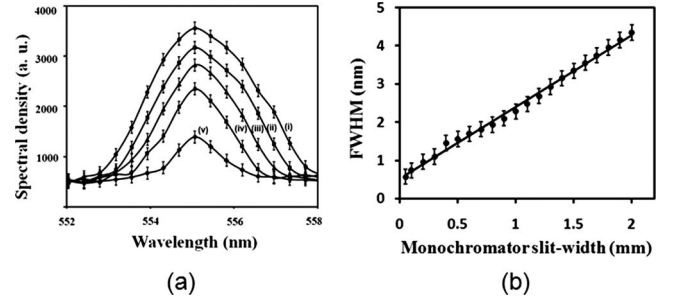 4000
3000
2000
1000
Spectral density (a. u.)
(v)
(iv)
(iii)
(ii)
(i)
552
554
556
558
Wavelength (nm)
(a)
5
4
3
2
1
0
FWHM (nm)
0
0.5
1
1.5
2
Monochromator slit-width (mm)
(b)